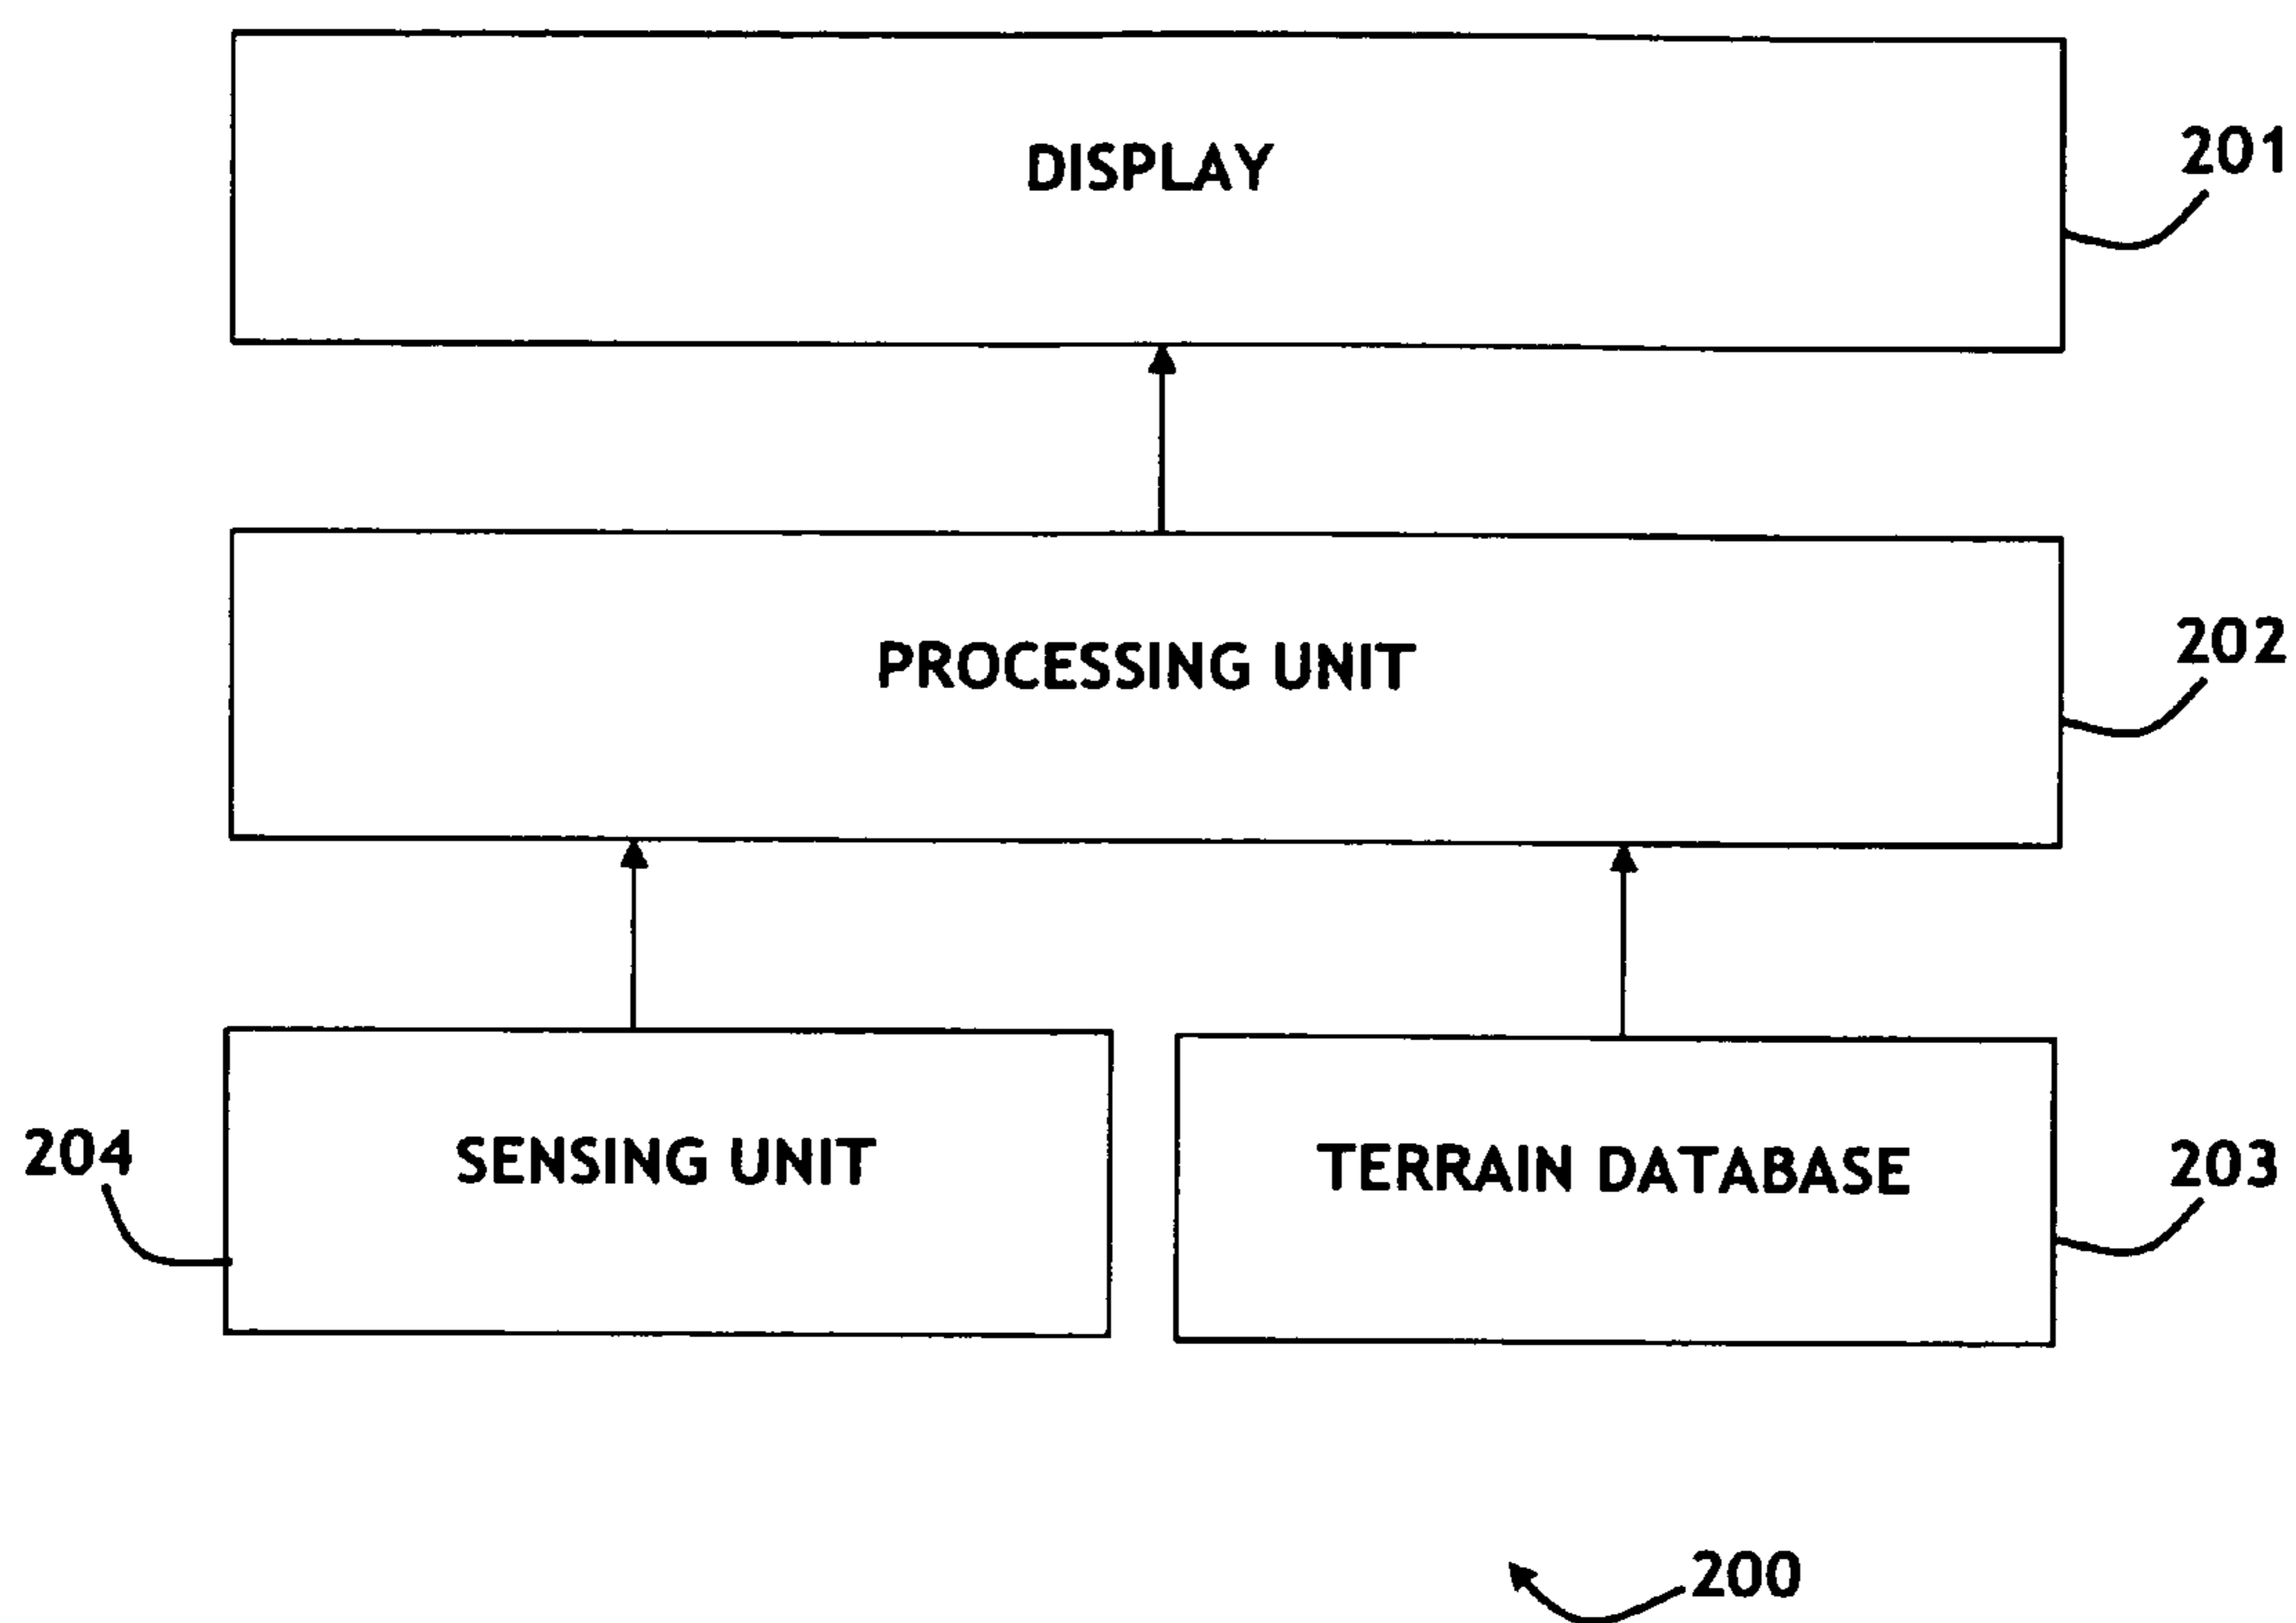 DISPLAY
201
PROCESSING UNIT
202
204
SENSING UNIT
TERRAIN DATABASE
203
200